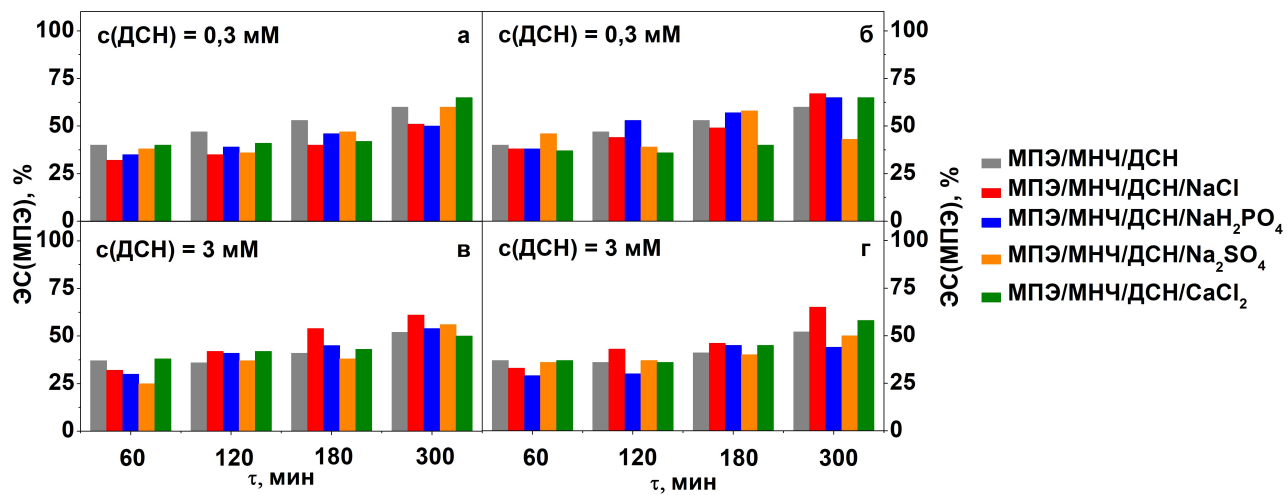 с(ДСН) = 0,3 мМ а
с(ДСН) = 0,3 мМ б
100
75
50
25
0
100
75
50
25
0
с(ДСН) = 3 мМ в
с(ДСН) = 3 мМ г
100
75
50
25
0
100
75
50
25
0
ЭС(МПЭ), %
ЭС(МПЭ), %
60 120 180 300
60 120 180 300
τ, мин
τ, мин
МПЭ/МНЧ/ДСН
МПЭ/МНЧ/ДСН/NaCl
МПЭ/МНЧ/ДСН/NaH₂PO₄
МПЭ/МНЧ/ДСН/Na₂SO₄
МПЭ/МНЧ/ДСН/CaCl₂